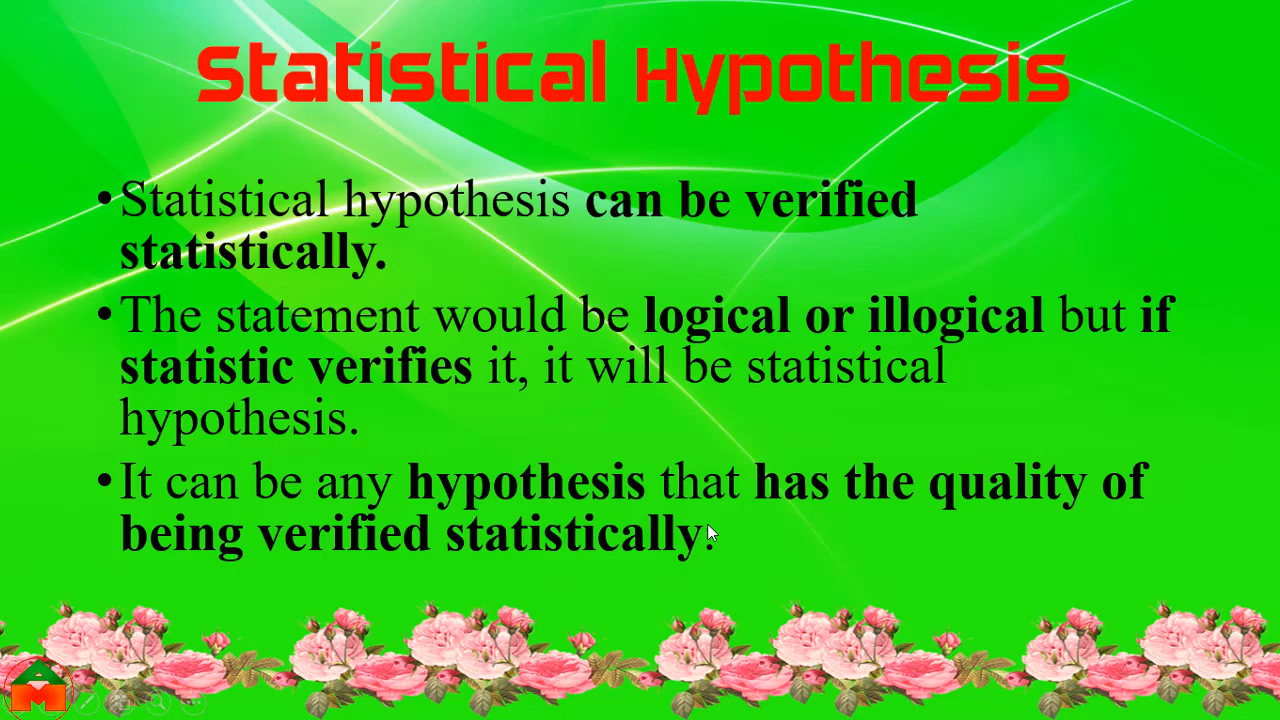 Statistical Hypothesis
• Statistical hypothesis can be verified
statistically.
• The statement would be logical or illogical but if
statistic verifies it, it will be statistical
hypothesis.
• It can be any hypothesis that has the quality of
being verified statistically.
AM